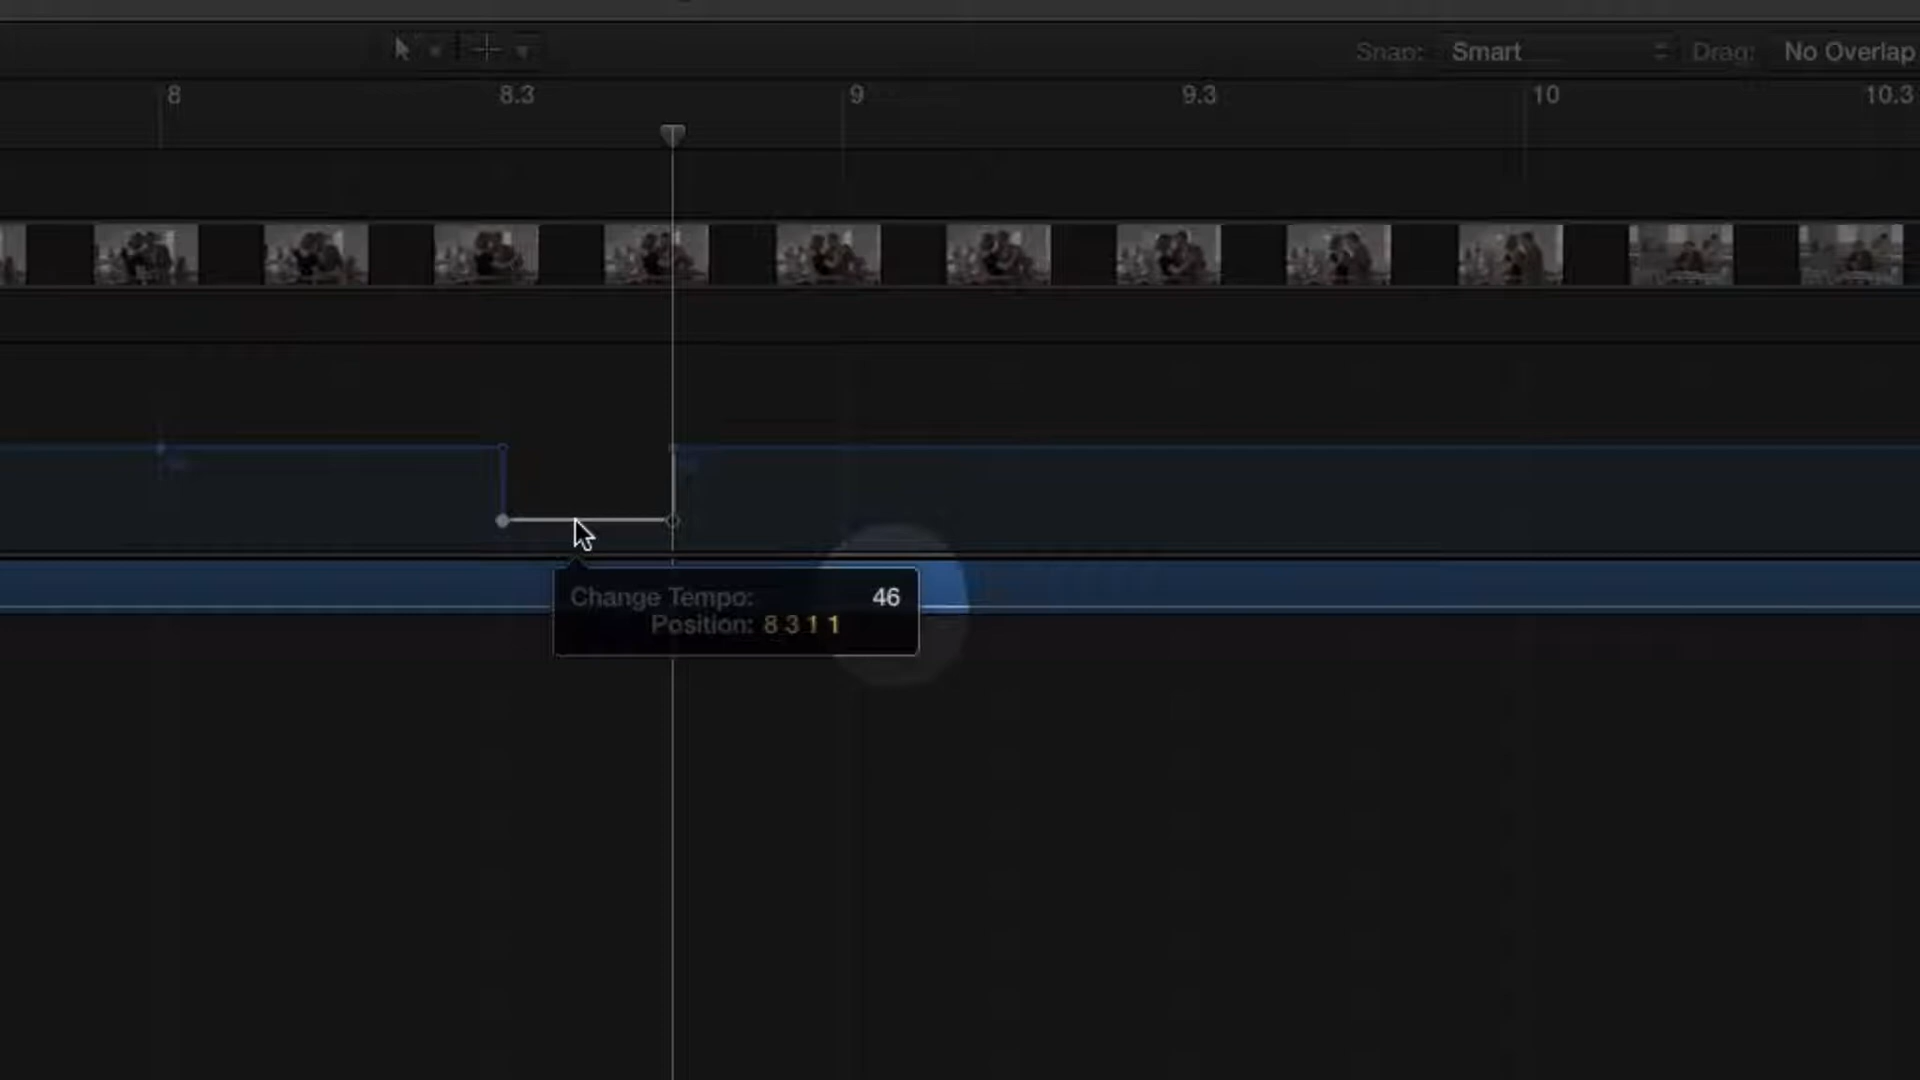 Snap: Smart Drag: No Overlap
8 8.3 9 9.3 10 10.3
Change Tempo: 46
Position: 8 3 1 1